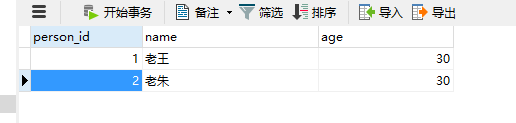 开始事务 备注 筛选 排序 导入 导出
person_id name age
1 老王 30
2 老朱 30